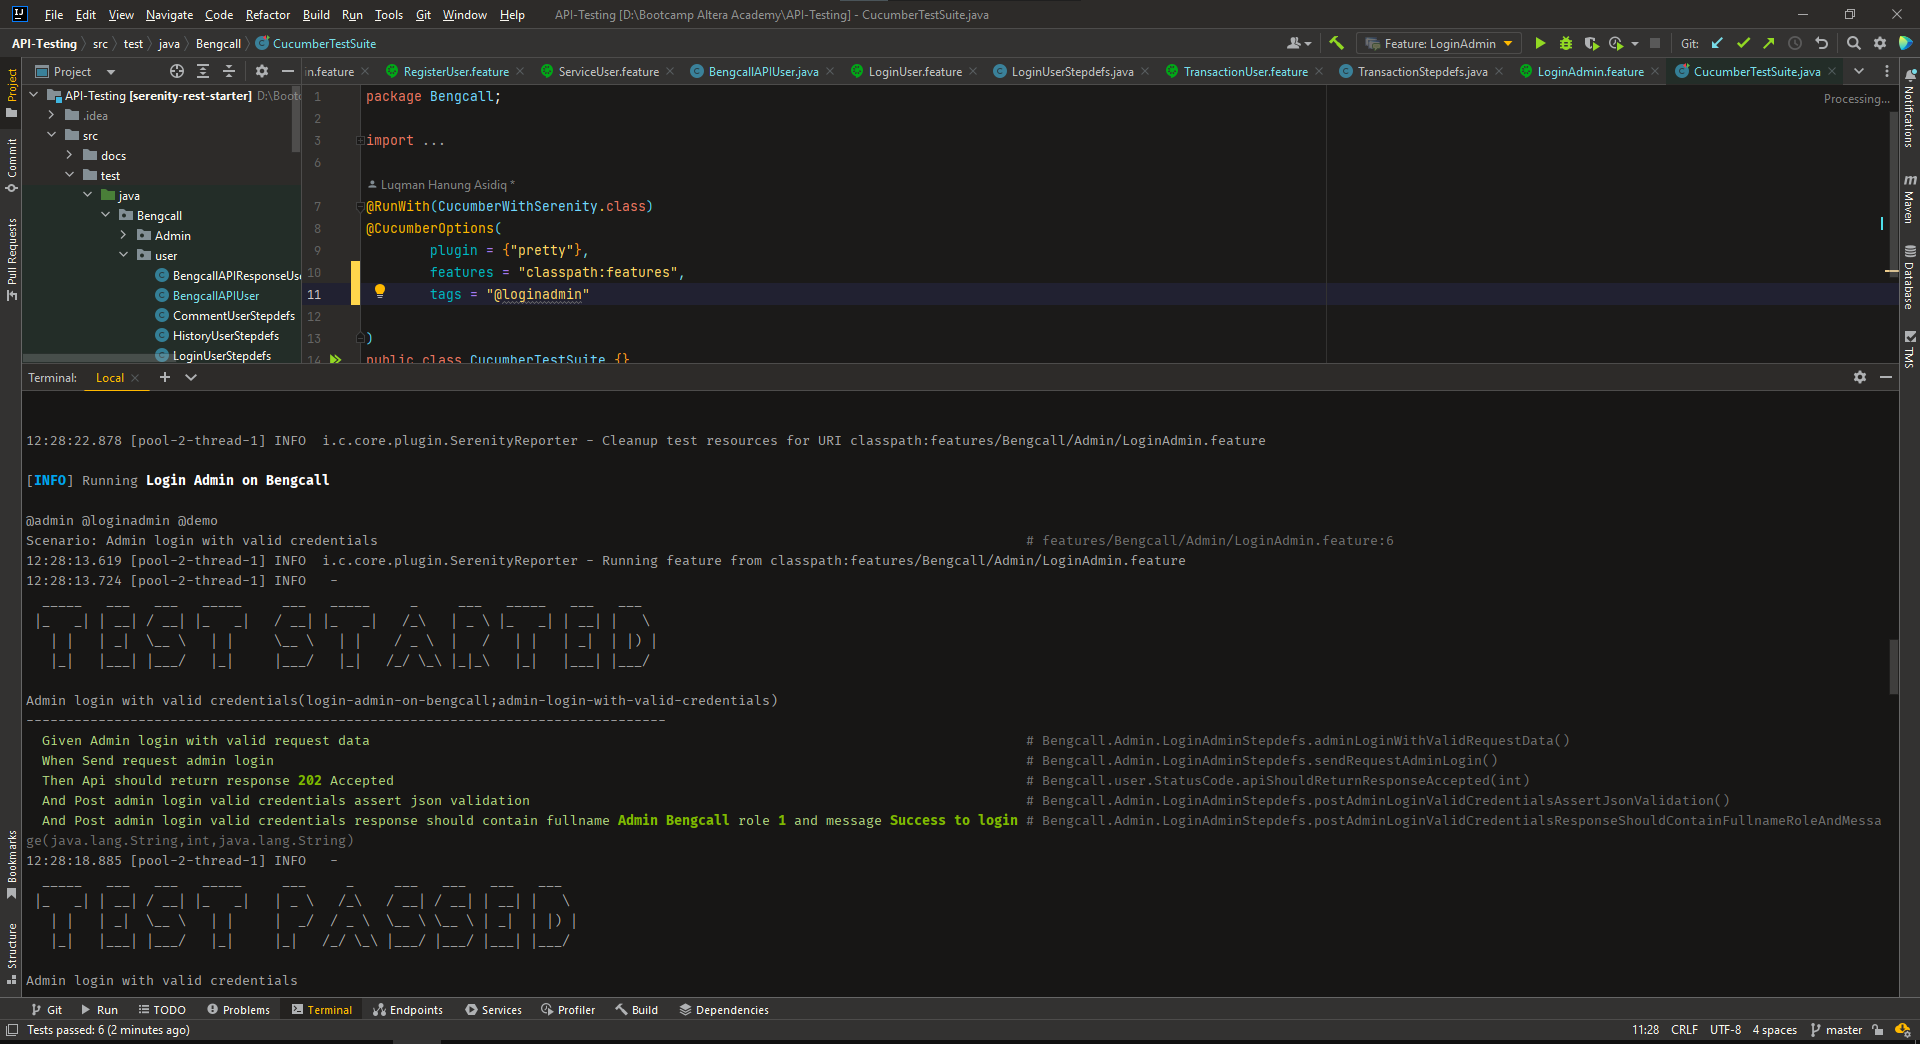 File Edit View Navigate Code Refactor Build Run Tools Git Window Help API-Testing [D:\Bootcamp Altera Academy\API-Testing] - CucumberTestSuite.java
API-Testing src test java Bengcall CucumberTestSuite Feature: LoginAdmin Git:
Project in.feature RegisterUser.feature ServiceUser.feature BengcallAPIUser.java LoginUser.feature LoginUserStepdefs.java TransactionUser.feature TransactionStepdefs.java LoginAdmin.feature CucumberTestSuite.java
API-Testing [serenity-rest-starter] D:\Boot
.idea
src
docs
test
java
Bengcall
Admin
user
BengcallAPIResponseUse
BengcallAPIUser
CommentUserStepdefs
HistoryUserStepdefs
LoginUserStepdefs
Processing...
1 package Bengcall;
2
3 import ...
6
Luqman Hanung Asidiq *
7 @RunWith(CucumberWithSerenity.class)
8 @CucumberOptions(
9 plugin = {"pretty"},
10 features = "classpath:features",
11 tags = "@loginadmin"
12
13 )
14 public class CucumberTestSuite {}
Project
Commit
Pull Requests
Bookmarks
Structure
Notifications
Maven
Database
TMS
Terminal: Local
12:28:22.878 [pool-2-thread-1] INFO i.c.core.plugin.SerenityReporter - Cleanup test resources for URI classpath:features/Bengcall/Admin/LoginAdmin.feature
[INFO] Running Login Admin on Bengcall
@admin @loginadmin @demo
Scenario: Admin login with valid credentials # features/Bengcall/Admin/LoginAdmin.feature:6
12:28:13.619 [pool-2-thread-1] INFO i.c.core.plugin.SerenityReporter - Running feature from classpath:features/Bengcall/Admin/LoginAdmin.feature
12:28:13.724 [pool-2-thread-1] INFO -
TEST STARTED
Admin login with valid credentials(login-admin-on-bengcall;admin-login-with-valid-credentials)
--------------------------------------------------------------------------------
Given Admin login with valid request data # Bengcall.Admin.LoginAdminStepdefs.adminLoginWithValidRequestData()
When Send request admin login # Bengcall.Admin.LoginAdminStepdefs.sendRequestAdminLogin()
Then Api should return response 202 Accepted # Bengcall.user.StatusCode.apiShouldReturnResponseAccepted(int)
And Post admin login valid credentials assert json validation # Bengcall.Admin.LoginAdminStepdefs.postAdminLoginValidCredentialsAssertJsonValidation()
And Post admin login valid credentials response should contain fullname Admin Bengcall role 1 and message Success to login # Bengcall.Admin.LoginAdminStepdefs.postAdminLoginValidCredentialsResponseShouldContainFullnameRoleAndMessa
ge(java.lang.String,int,java.lang.String)
12:28:18.885 [pool-2-thread-1] INFO -
TEST PASSED
Admin login with valid credentials
Git Run TODO Problems Terminal Endpoints Services Profiler Build Dependencies
Tests passed: 6 (2 minutes ago) 11:28 CRLF UTF-8 4 spaces master